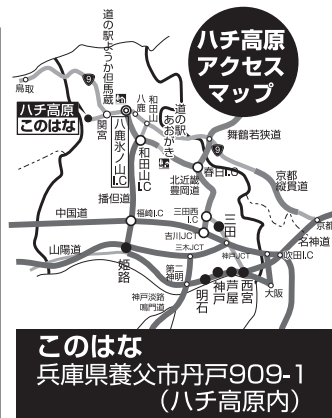 ハチ高原
アクセス
マップ
道の駅ようか但馬蔵
鳥取
9
八鹿
和田山
道の駅
あおがき
ハチ高原
このはな
関宮
八鹿氷ノ山I.C
和田山I.C
舞鶴若狭道
9
北近畿豊岡道
春日I.C
京都縦貫道
播但道
中国道
福崎I.C
三田西I.C
三田
京都
吉川JCT
神戸JCT
名神道
山陽道
三木JCT
吹田I.C
姫路
第二神明
明石
神戸
芦屋
西宮
大阪
神戸淡路鳴門道
このはな
兵庫県養父市丹戸909-1
(ハチ高原内)